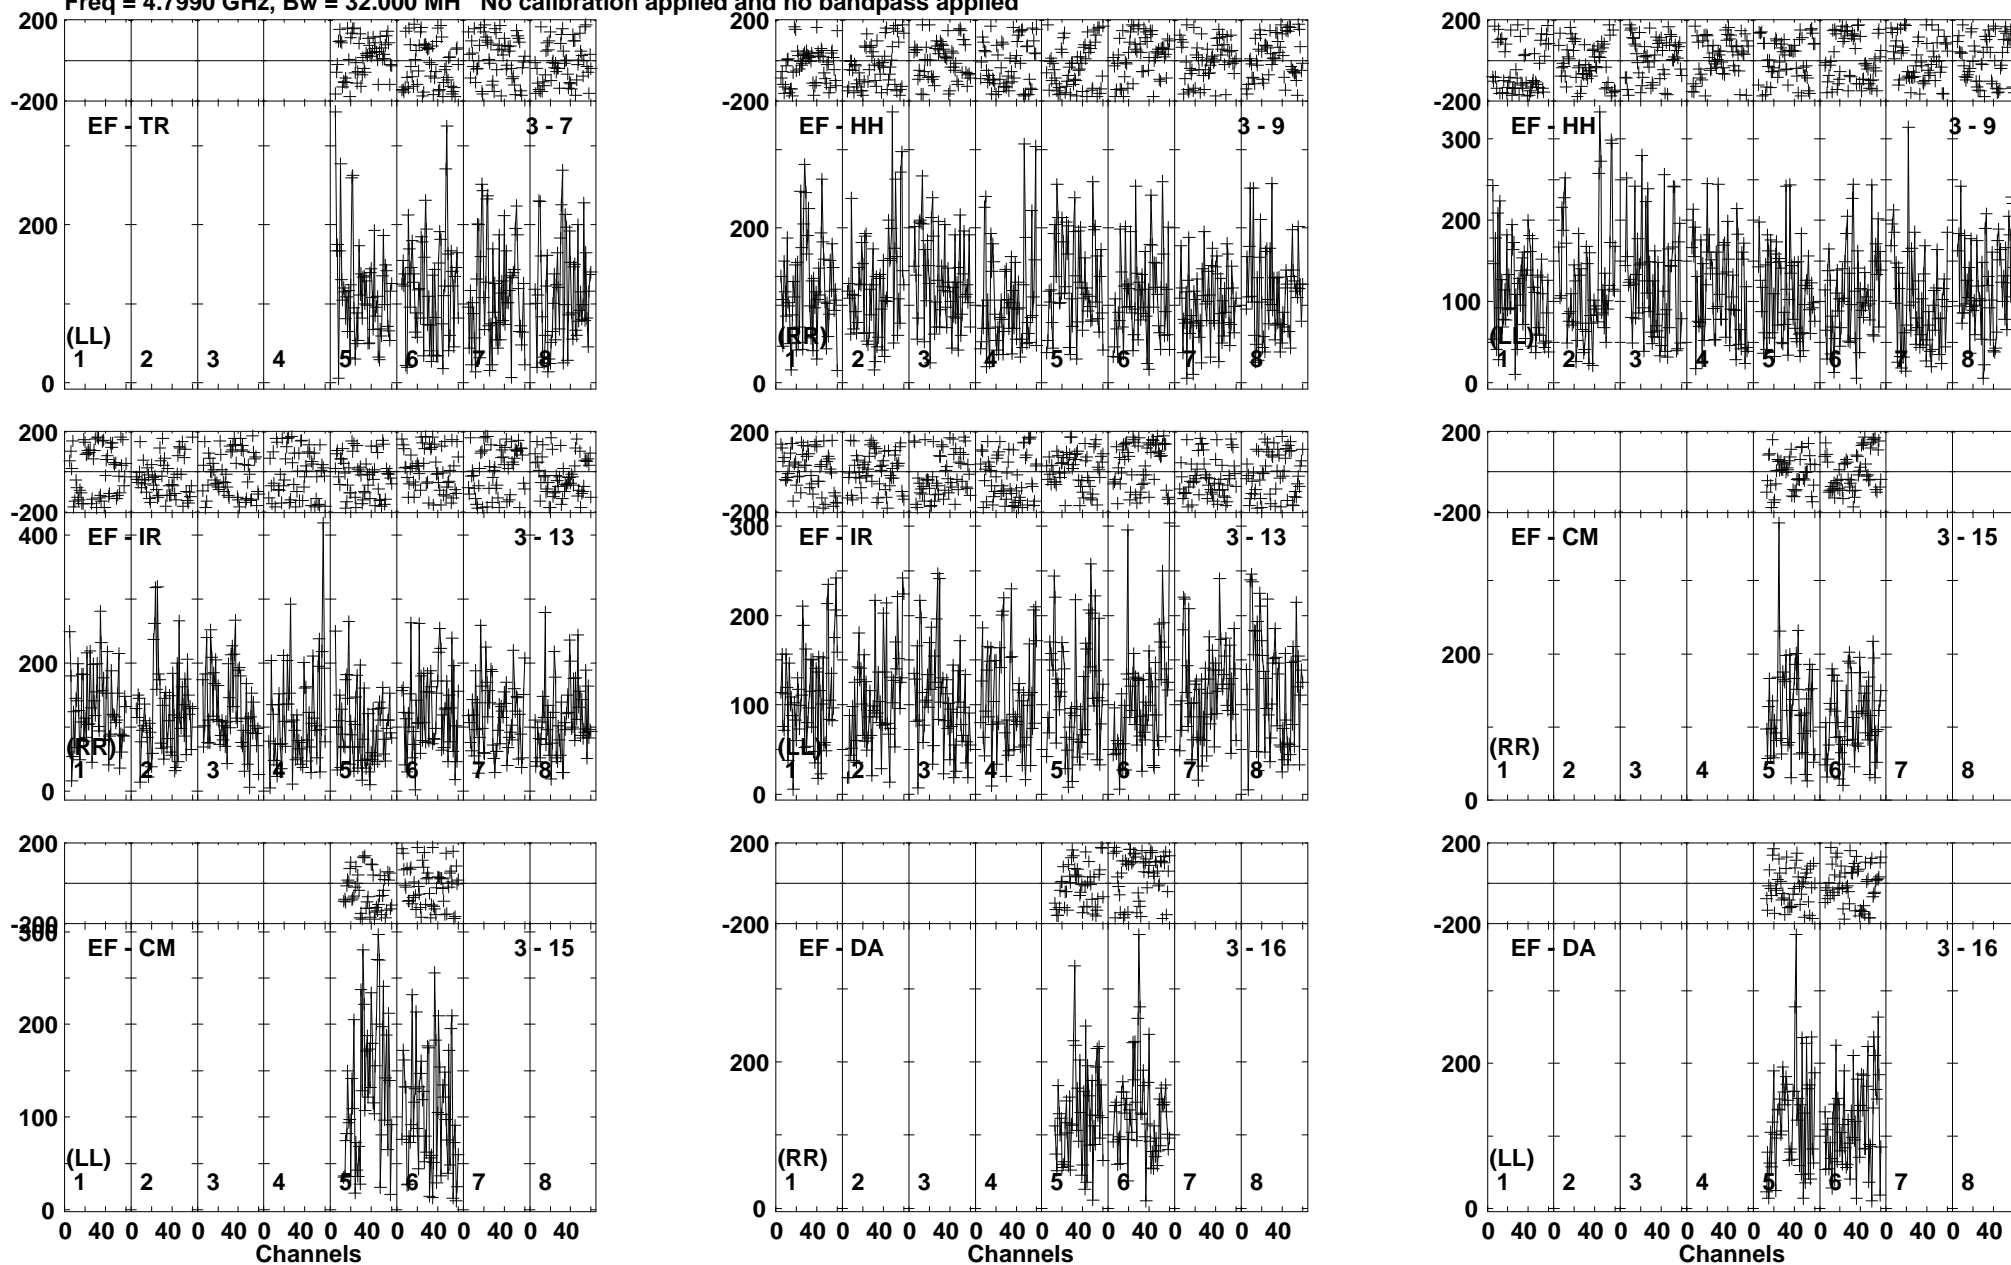 Freq = 4.7990 GHz, Bw = 32.000 MH No calibration applied and no bandpass applied
200 200 200
-200 -200 -200
EF - TR 3 - 7 EF - HH 3 - 9 EF - HH 3 - 9
300
200 200 200
100
(LL) (RR) (LL)
1 2 3 4 5 6 7 8 1 2 3 4 5 6 7 8 1 2 3 4 5 6 7 8
0 0 0
200 200 200
-200 -200 -200
400 300
EF - IR 3 - 13 EF - IR 3 - 13 EF - CM 3 - 15
200 200 200
100
(RR) (LL) (RR)
1 2 3 4 5 6 7 8 1 2 3 4 5 6 7 8 1 2 3 4 5 6 7 8
0 0 0
200 200 200
-200 -200 -200
300
EF - CM 3 - 15 EF - DA 3 - 16 EF - DA 3 - 16
200 200 200
100
(LL) (RR) (LL)
1 2 3 4 5 6 7 8 1 2 3 4 5 6 7 8 1 2 3 4 5 6 7 8
0 0 0
0 40 0 40 0 40 0 40 0 40 0 40 0 40 0 40 0 40 0 40 0 40 0 40 0 40 0 40 0 40 0 40 0 40 0 40 0 40 0 40 0 40 0 40 0 40 0 40
Channels Channels Channels